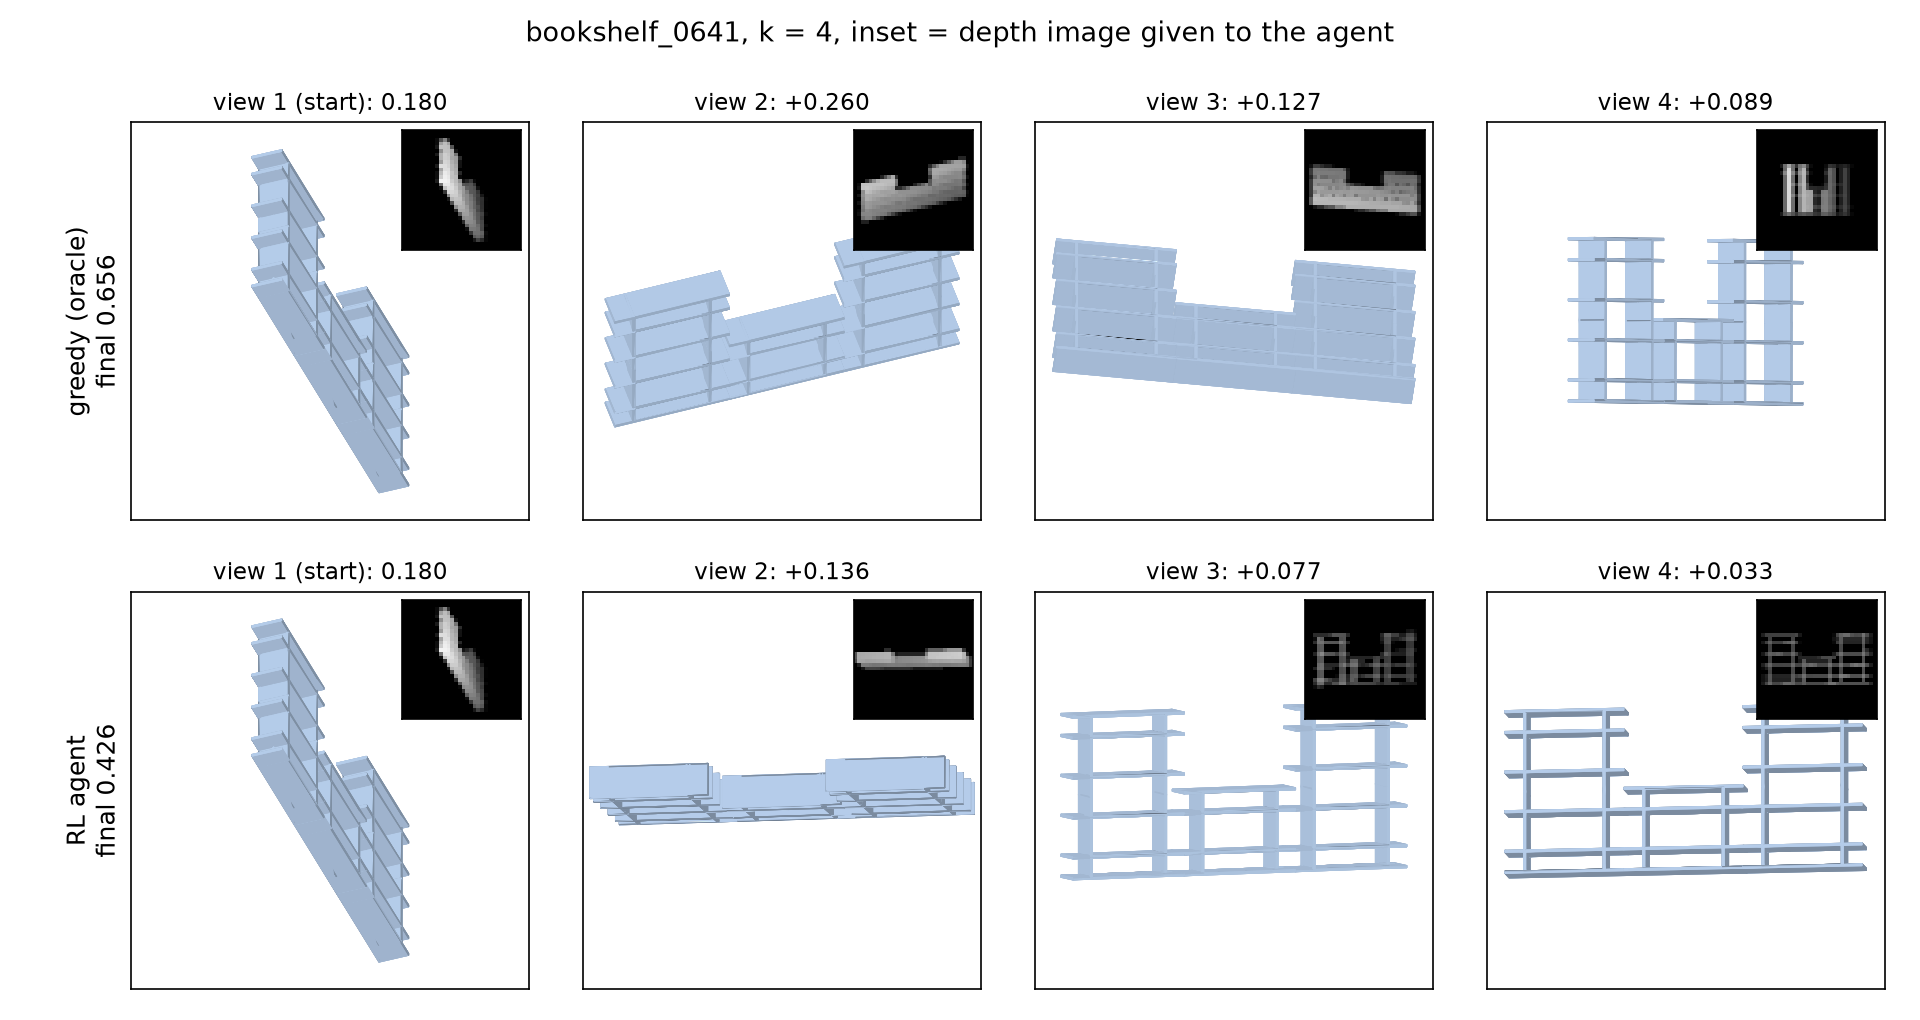 bookshelf_0641, k = 4, inset = depth image given to the agent
view 1 (start): 0.180
view 2: +0.260
view 3: +0.127
view 4: +0.089
greedy (oracle)
final 0.656
view 1 (start): 0.180
view 2: +0.136
view 3: +0.077
view 4: +0.033
RL agent
final 0.426